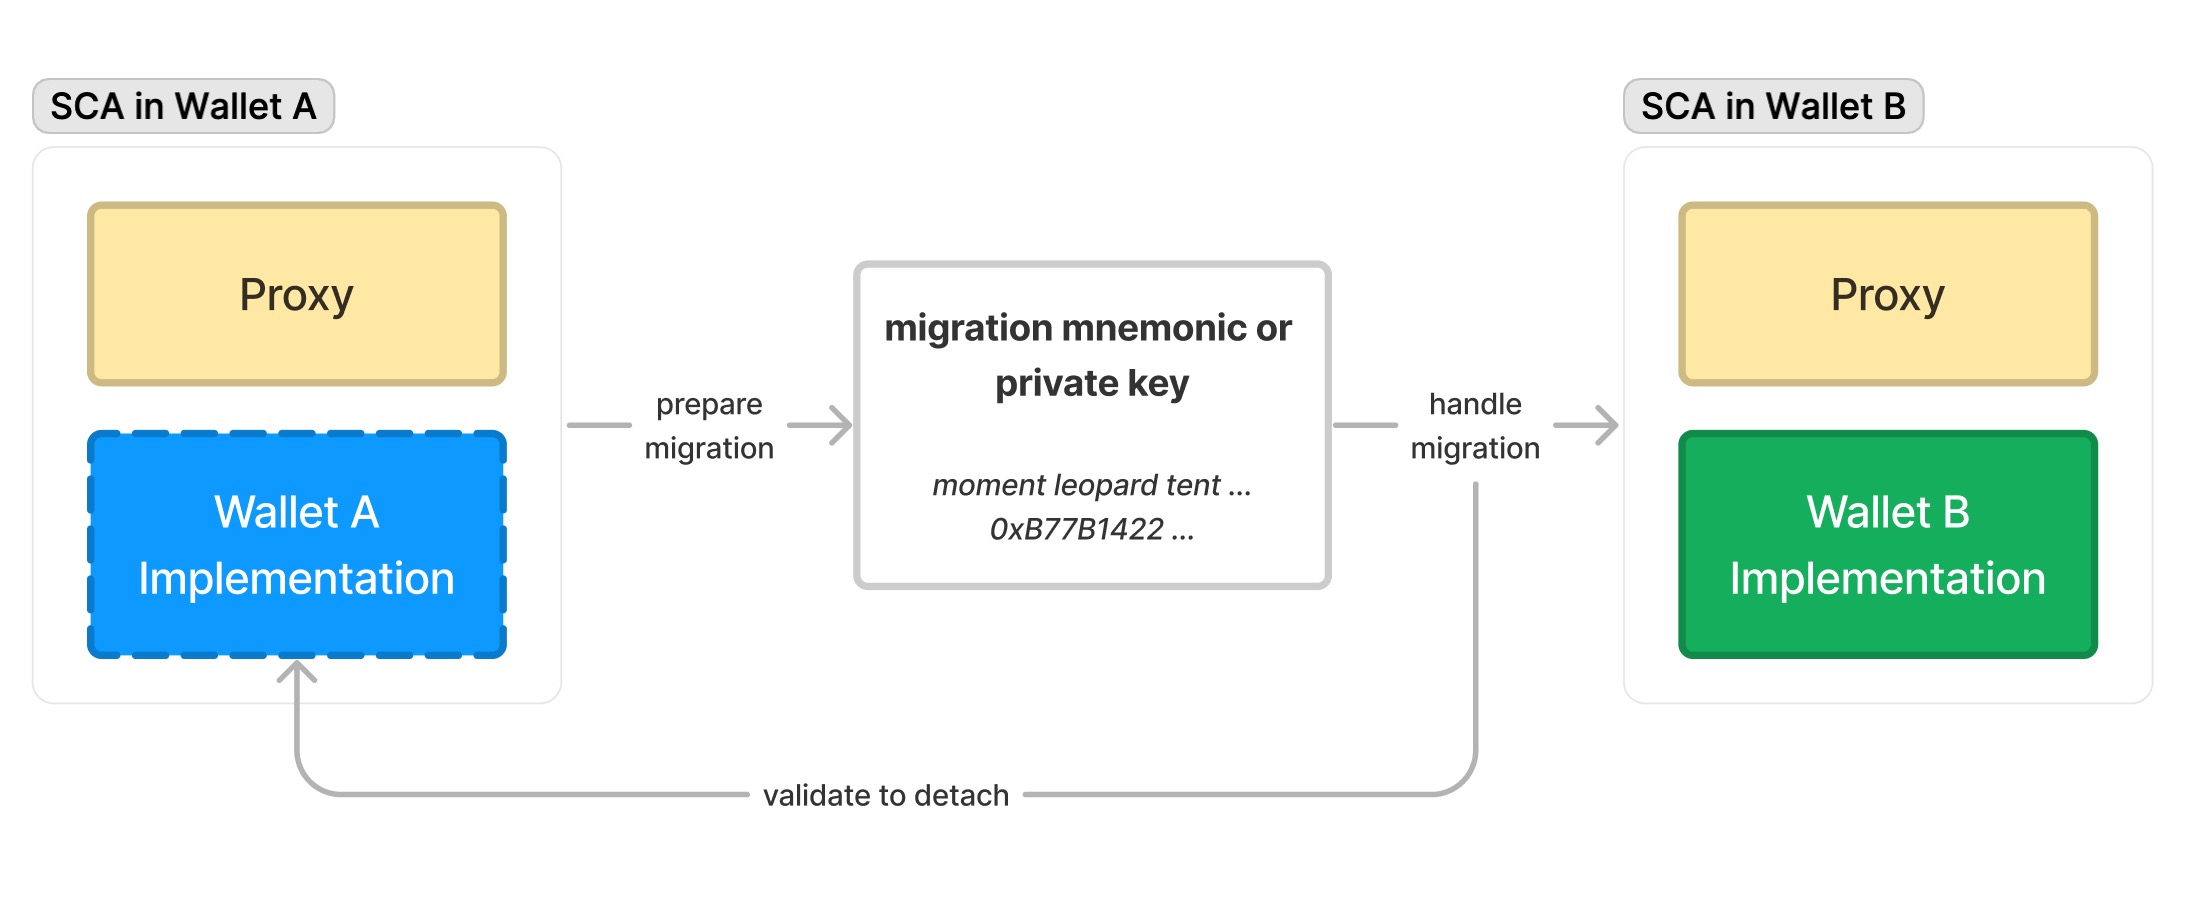 SCA in Wallet A
Proxy
Wallet A
Implementation
prepare
migration
migration mnemonic or
private key
moment leopard tent ...
0xB77B1422 ...
handle
migration
validate to detach
SCA in Wallet B
Proxy
Wallet B
Implementation